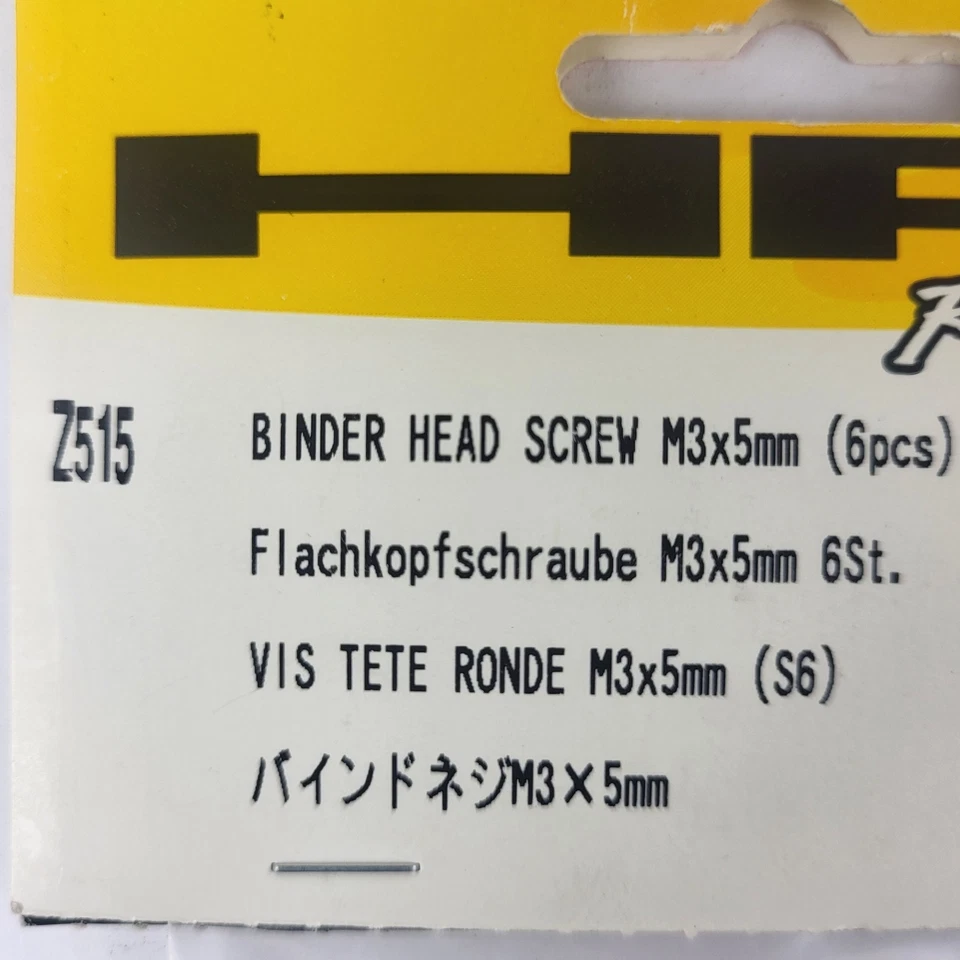 Z515 BINDER HEAD SCREW M3x5mm (6pcs)
Flachkopfschraube M3x5mm 6St.
VIS TETE RONDE M3x5mm (S6)
バインドネジM3×5mm